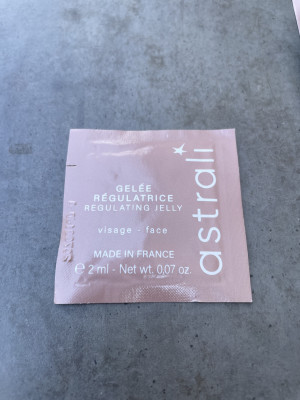 GELÉE
RÉGULATRICE
REGULATING JELLY
visage - face
MADE IN FRANCE
℮ 2 ml - Net wt. 0.07 oz.
astrali